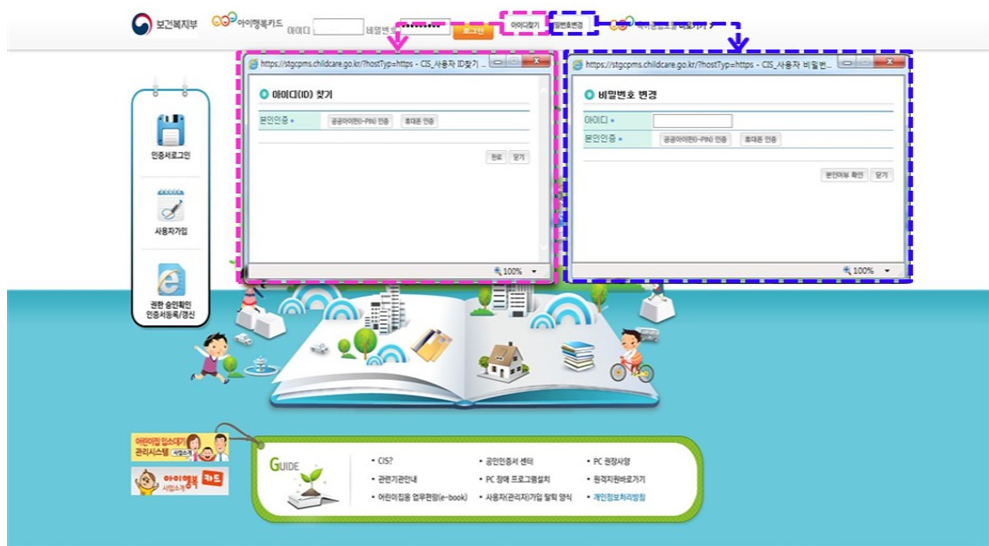 보건복지부
아이행복카드
아이디
비밀번호
로그인
아이디찾기
비밀번호변경
https://stgcpms.childcare.go.kr/?hostTyp=https - CIS_사용자 ID찾기 ...
아이디(ID) 찾기
본인인증
공공아이핀(i-PIN) 인증
휴대폰 인증
완료
닫기
100%
https://stgcpms.childcare.go.kr/?hostTyp=https - CIS_사용자 비밀번...
비밀번호 변경
아이디
본인인증
공공아이핀(i-PIN) 인증
휴대폰 인증
본인여부 확인
닫기
100%
인증서로그인
사용자가입
권한 승인확인
인증서등록/갱신
어린이집 입소대기
관리시스템 사업소개
아이행복 카드
사업소개
GUIDE
• CIS?
• 공인인증서 센터
• PC 권장사양
• 관련기관안내
• PC 장애 프로그램설치
• 원격지원바로가기
• 어린이집용 업무편람(e-book)
• 사용자(관리자)가입 탈퇴 양식
• 개인정보처리방침